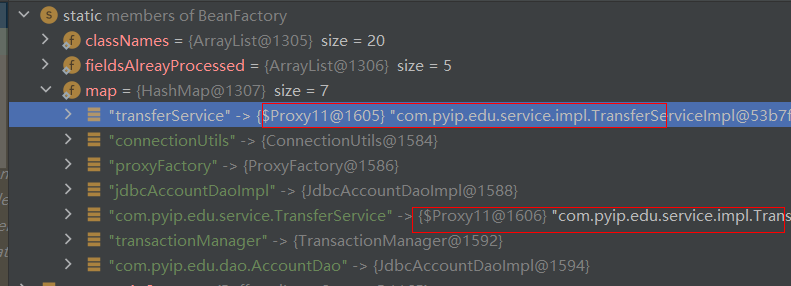 S static members of BeanFactory
f classNames = {ArrayList@1305} size = 20
f fieldsAlreayProcessed = {ArrayList@1306} size = 5
f map = {HashMap@1307} size = 7
"transferService" -> {$Proxy11@1605} "com.pyip.edu.service.impl.TransferServiceImpl@53b7f
"connectionUtils" -> {ConnectionUtils@1584}
"proxyFactory" -> {ProxyFactory@1586}
"jdbcAccountDaoImpl" -> {JdbcAccountDaoImpl@1588}
"com.pyip.edu.service.TransferService" -> {$Proxy11@1606} "com.pyip.edu.service.impl.Trans
"transactionManager" -> {TransactionManager@1592}
"com.pyip.edu.dao.AccountDao" -> {JdbcAccountDaoImpl@1594}